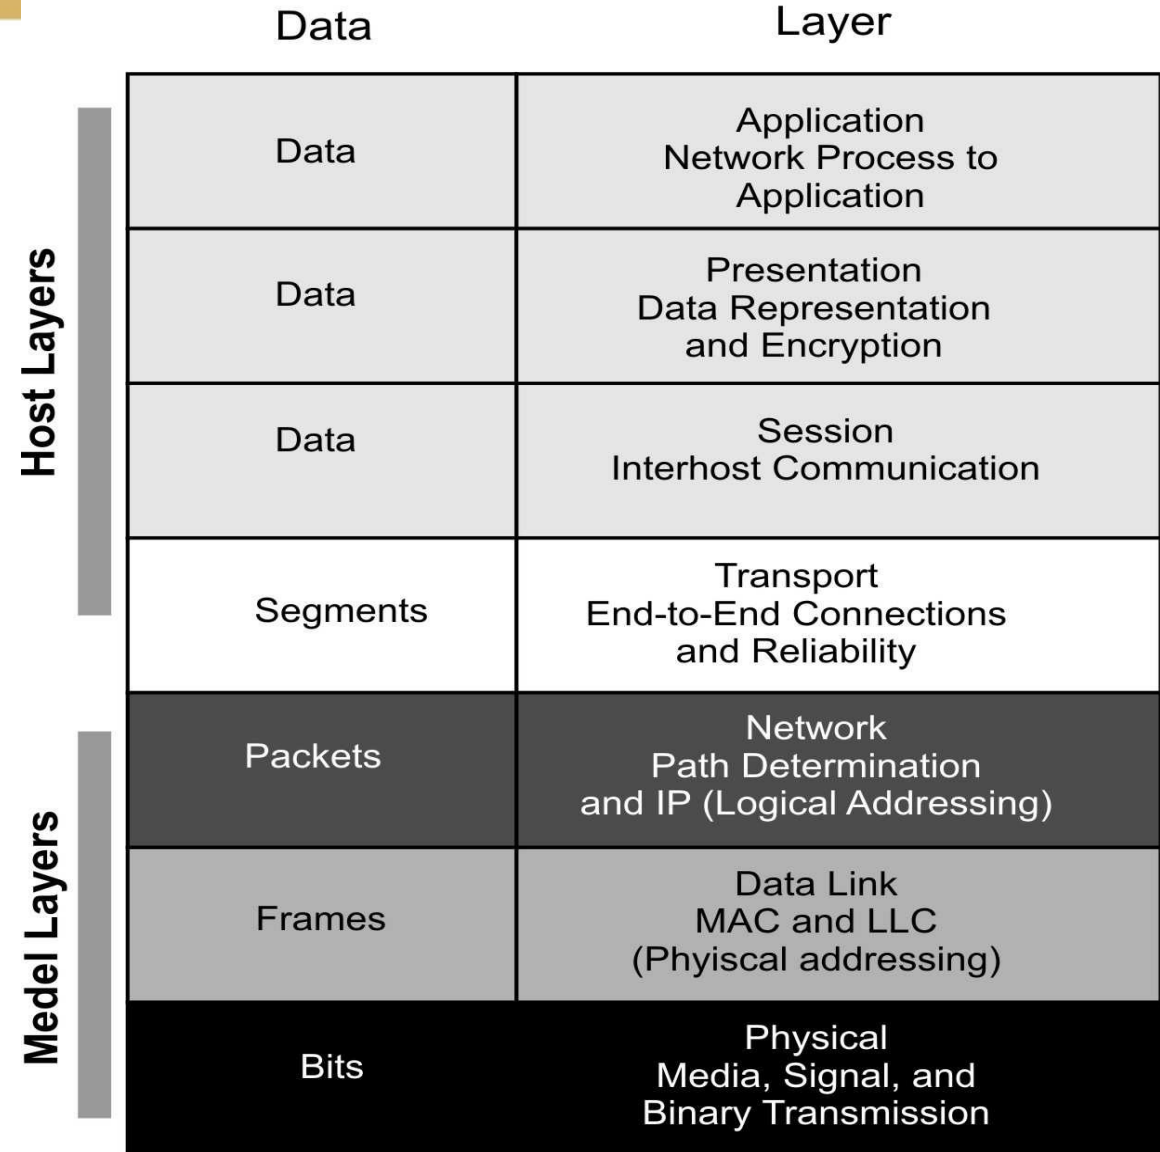 Data
Layer
Host Layers
Data
Application
Network Process to
Application
Data
Presentation
Data Representation
and Encryption
Data
Session
Interhost Communication
Segments
Transport
End-to-End Connections
and Reliability
Medel Layers
Packets
Network
Path Determination
and IP (Logical Addressing)
Frames
Data Link
MAC and LLC
(Phyiscal addressing)
Bits
Physical
Media, Signal, and
Binary Transmission